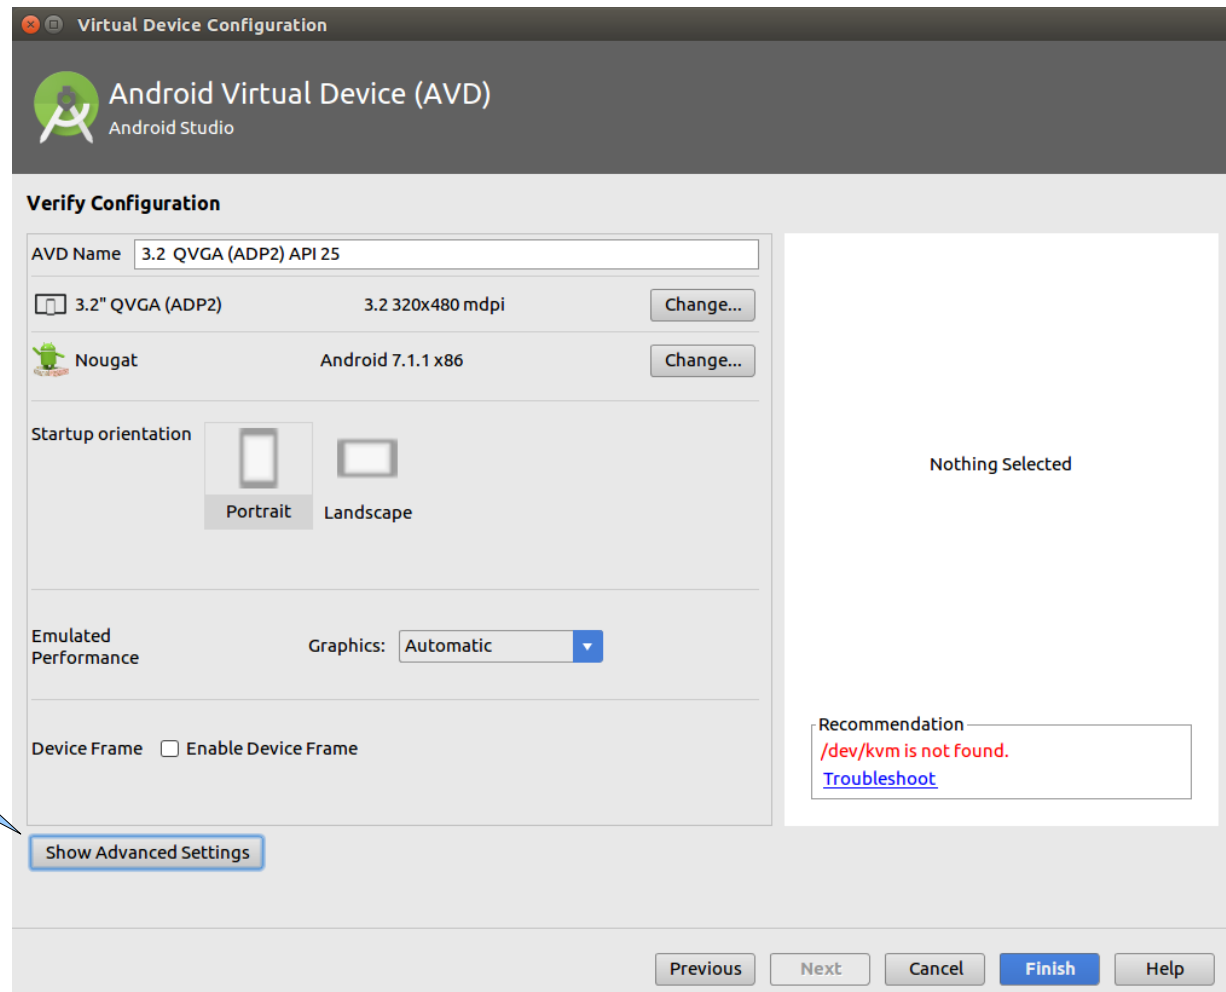 Virtual Device Configuration
Android Virtual Device (AVD)
Android Studio
Verify Configuration
AVD Name 3.2 QVGA (ADP2) API 25
3.2" QVGA (ADP2) 3.2 320x480 mdpi Change...
Nougat Android 7.1.1 x86 Change...
Startup orientation
Portrait Landscape
Nothing Selected
Emulated
Performance
Graphics: Automatic
Device Frame Enable Device Frame
Recommendation
/dev/kvm is not found.
Troubleshoot
Show Advanced Settings
Previous Next Cancel Finish Help